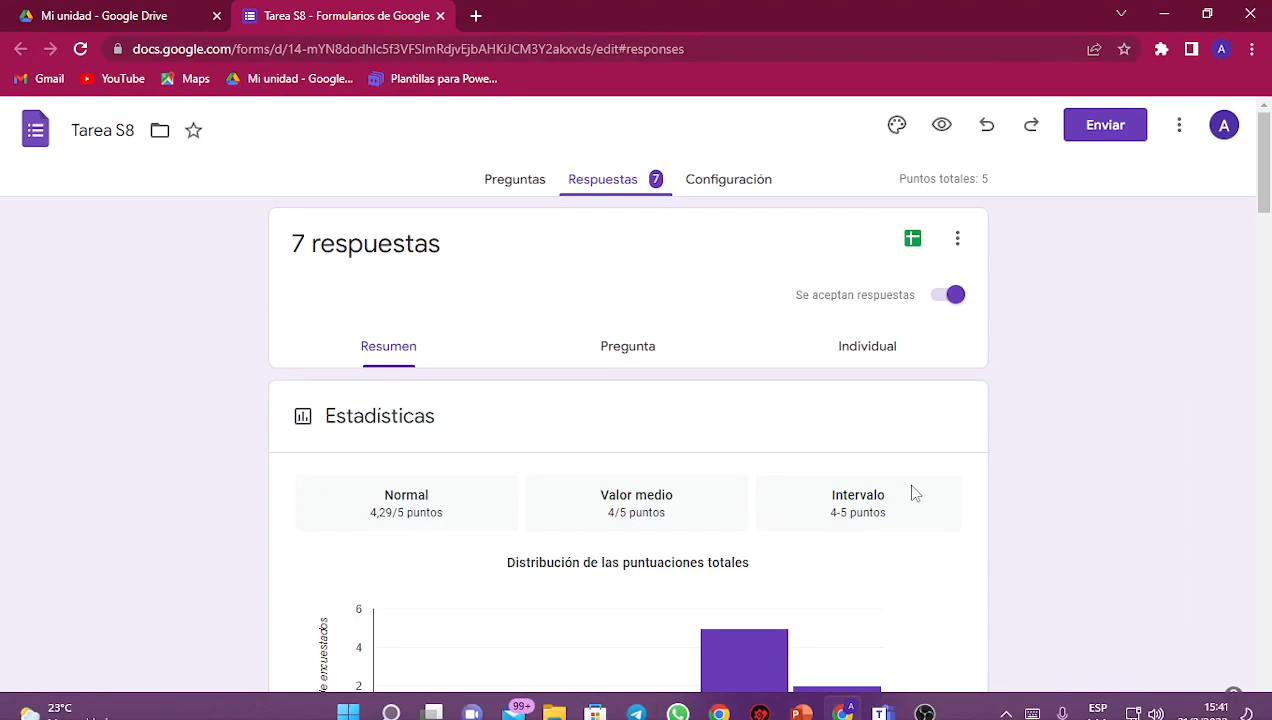 Mi unidad - Google Drive
Tarea S8 - Formularios de Google
docs.google.com/forms/d/14-mYN8dodhlc5f3VFSlmRdjvEjbAHKiJCM3Y2akxvds/edit#responses
A
Gmail
YouTube
Maps
Mi unidad - Google...
Plantillas para Powe...
Tarea S8
Enviar
A
Preguntas
Respuestas 7
Configuración
Puntos totales: 5
7 respuestas
Se aceptan respuestas
Resumen
Pregunta
Individual
Estadísticas
Normal
4,29/5 puntos
Valor medio
4/5 puntos
Intervalo
4-5 puntos
Distribución de las puntuaciones totales
6
4
2
de encuestados
23°C
99+
A
ESP
15:41